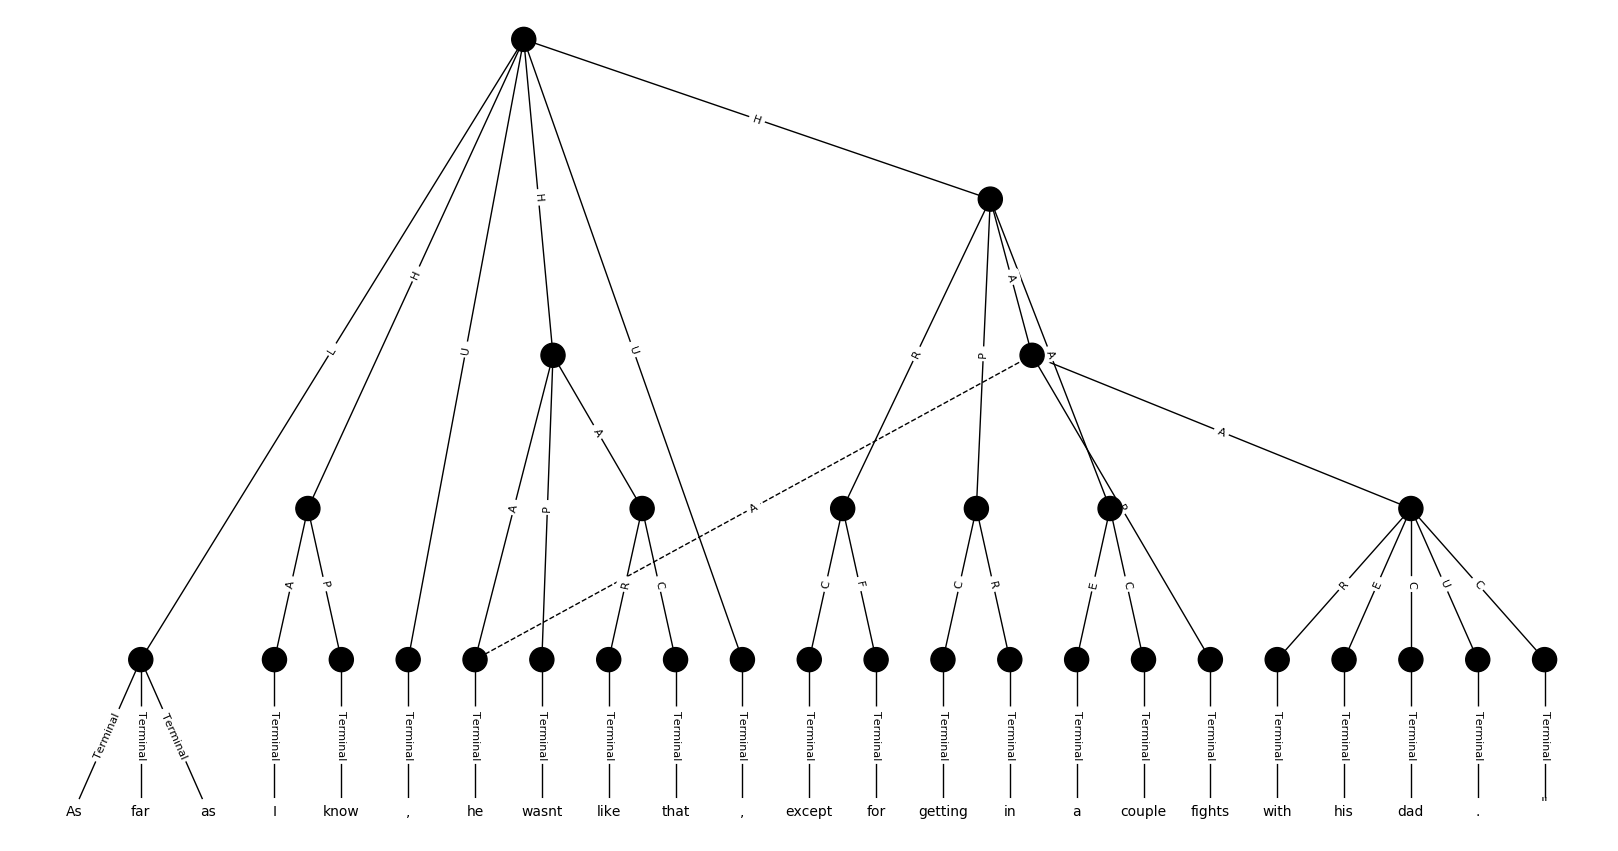 H
H
H
A
L
H
U
U
R
P
A
A
A
A
P
A
P
A
P
R
C
C
F
C
R
E
C
R
E
C
U
C
Terminal Terminal Terminal Terminal Terminal Terminal Terminal Terminal Terminal Terminal Terminal Terminal Terminal Terminal Terminal Terminal Terminal Terminal Terminal Terminal Terminal Terminal Terminal
As far as I know , he wasnt like that , except for getting in a couple fights with his dad . "